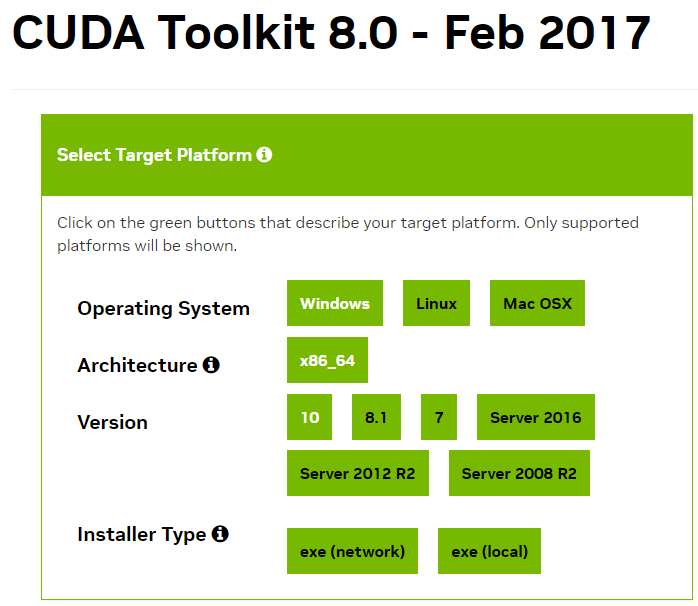 CUDA Toolkit 8.0 - Feb 2017
Select Target Platform
Click on the green buttons that describe your target platform. Only supported
platforms will be shown.
Operating System Windows Linux Mac OSX
Architecture x86_64
Version 10 8.1 7 Server 2016
Server 2012 R2 Server 2008 R2
Installer Type exe (network) exe (local)